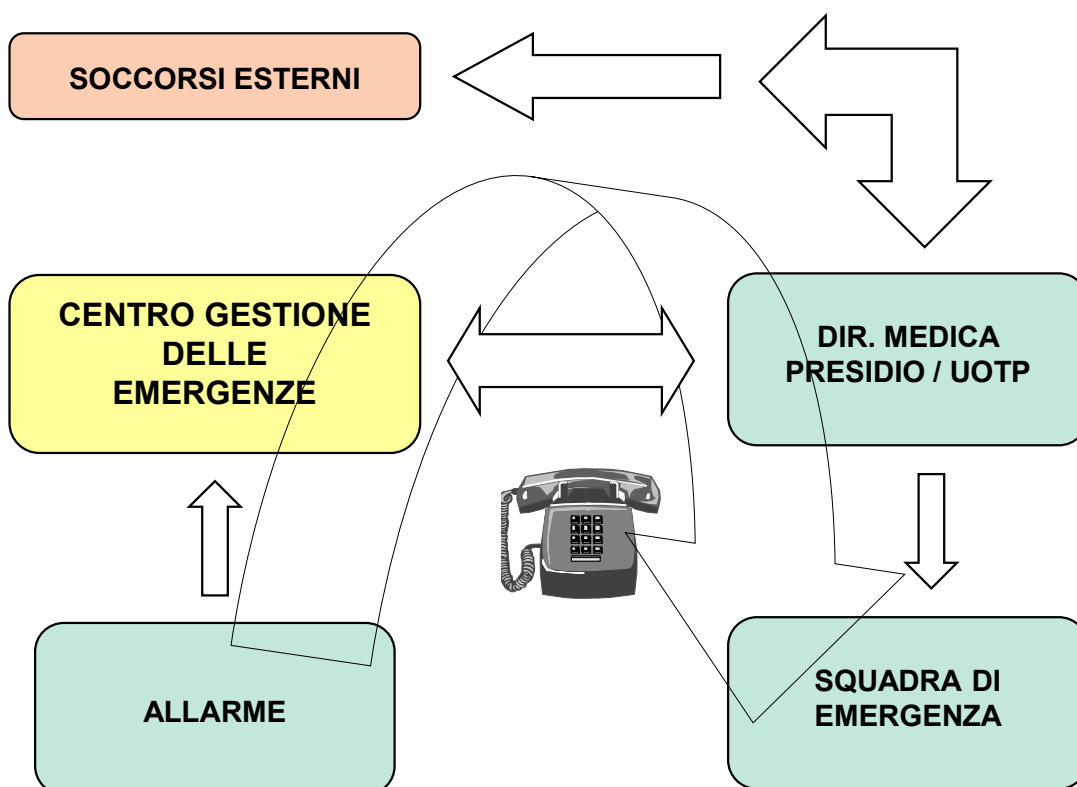 SOCCORSI ESTERNI
CENTRO GESTIONE
DELLE
EMERGENZE
DIR. MEDICA
PRESIDIO / UOTP
ALLARME
SQUADRA DI
EMERGENZA